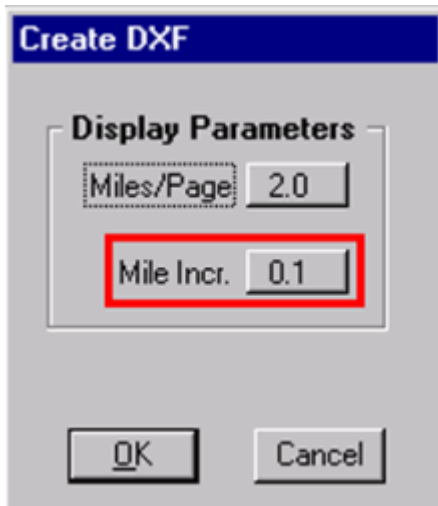 Create DXF
Display Parameters
Miles/Page 2.0
Mile Incr. 0.1
OK Cancel